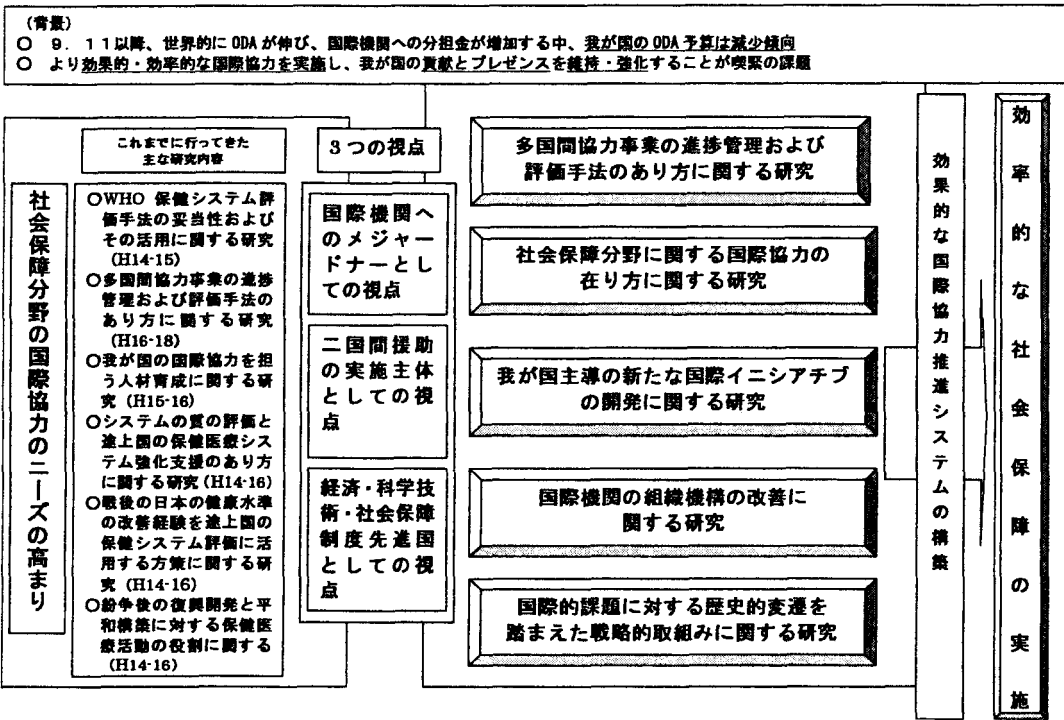 (背景)
○ 9.11以降、世界的にODAが伸び、国際機関への分担金が増加する中、我が国のODA予算は減少傾向
○ より効果的・効率的な国際協力を実施し、我が国の貢献とプレゼンスを維持・強化することが喫緊の課題
社会保障分野の国際協力のニーズの高まり
これまでに行ってきた
主な研究内容
○WHO 保健システム評
価手法の妥当性および
その活用に関する研究
(H14-15)
○多国間協力事業の進捗
管理および評価手法の
あり方に関する研究
(H16-18)
○我が国の国際協力を担
う人材育成に関する研
究 (H15-16)
○システムの質の評価と
途上国の保健医療シス
テム強化支援のあり方
に関する研究(H14-16)
○戦後の日本の健康水準
の改善経験を途上国の
保健システム評価に活
用する方策に関する研
究 (H14-16)
○紛争後の復興開発と平
和構築に対する保健医
療活動の役割に関する
(H14-16)
3つの視点
国際機関へ
のメジャー
ドナーとし
ての視点
二国間援助
の実施主体
としての視
点
経済・科学技
術・社会保障
制度先進国
としての視
点
多国間協力事業の進捗管理および
評価手法のあり方に関する研究
社会保障分野に関する国際協力の
在り方に関する研究
我が国主導の新たな国際イニシアチブ
の開発に関する研究
国際機関の組織機構の改善に
関する研究
国際的課題に対する歴史的変遷を
踏まえた戦略的取組みに関する研究
効果的な国際協力推進システムの構築
効率的な社会保障の実施